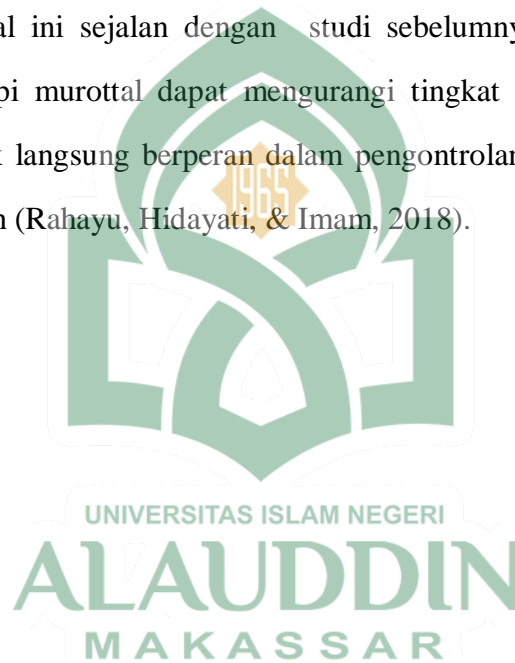 al ini sejalan dengan studi sebelumny
pi murottal dapat mengurangi tingkat
k langsung berperan dalam pengontrolan
n (Rahayu, Hidayati, & Imam, 2018).
1965
UNIVERSITAS ISLAM NEGERI
ALAUDDIN
MAKASSAR